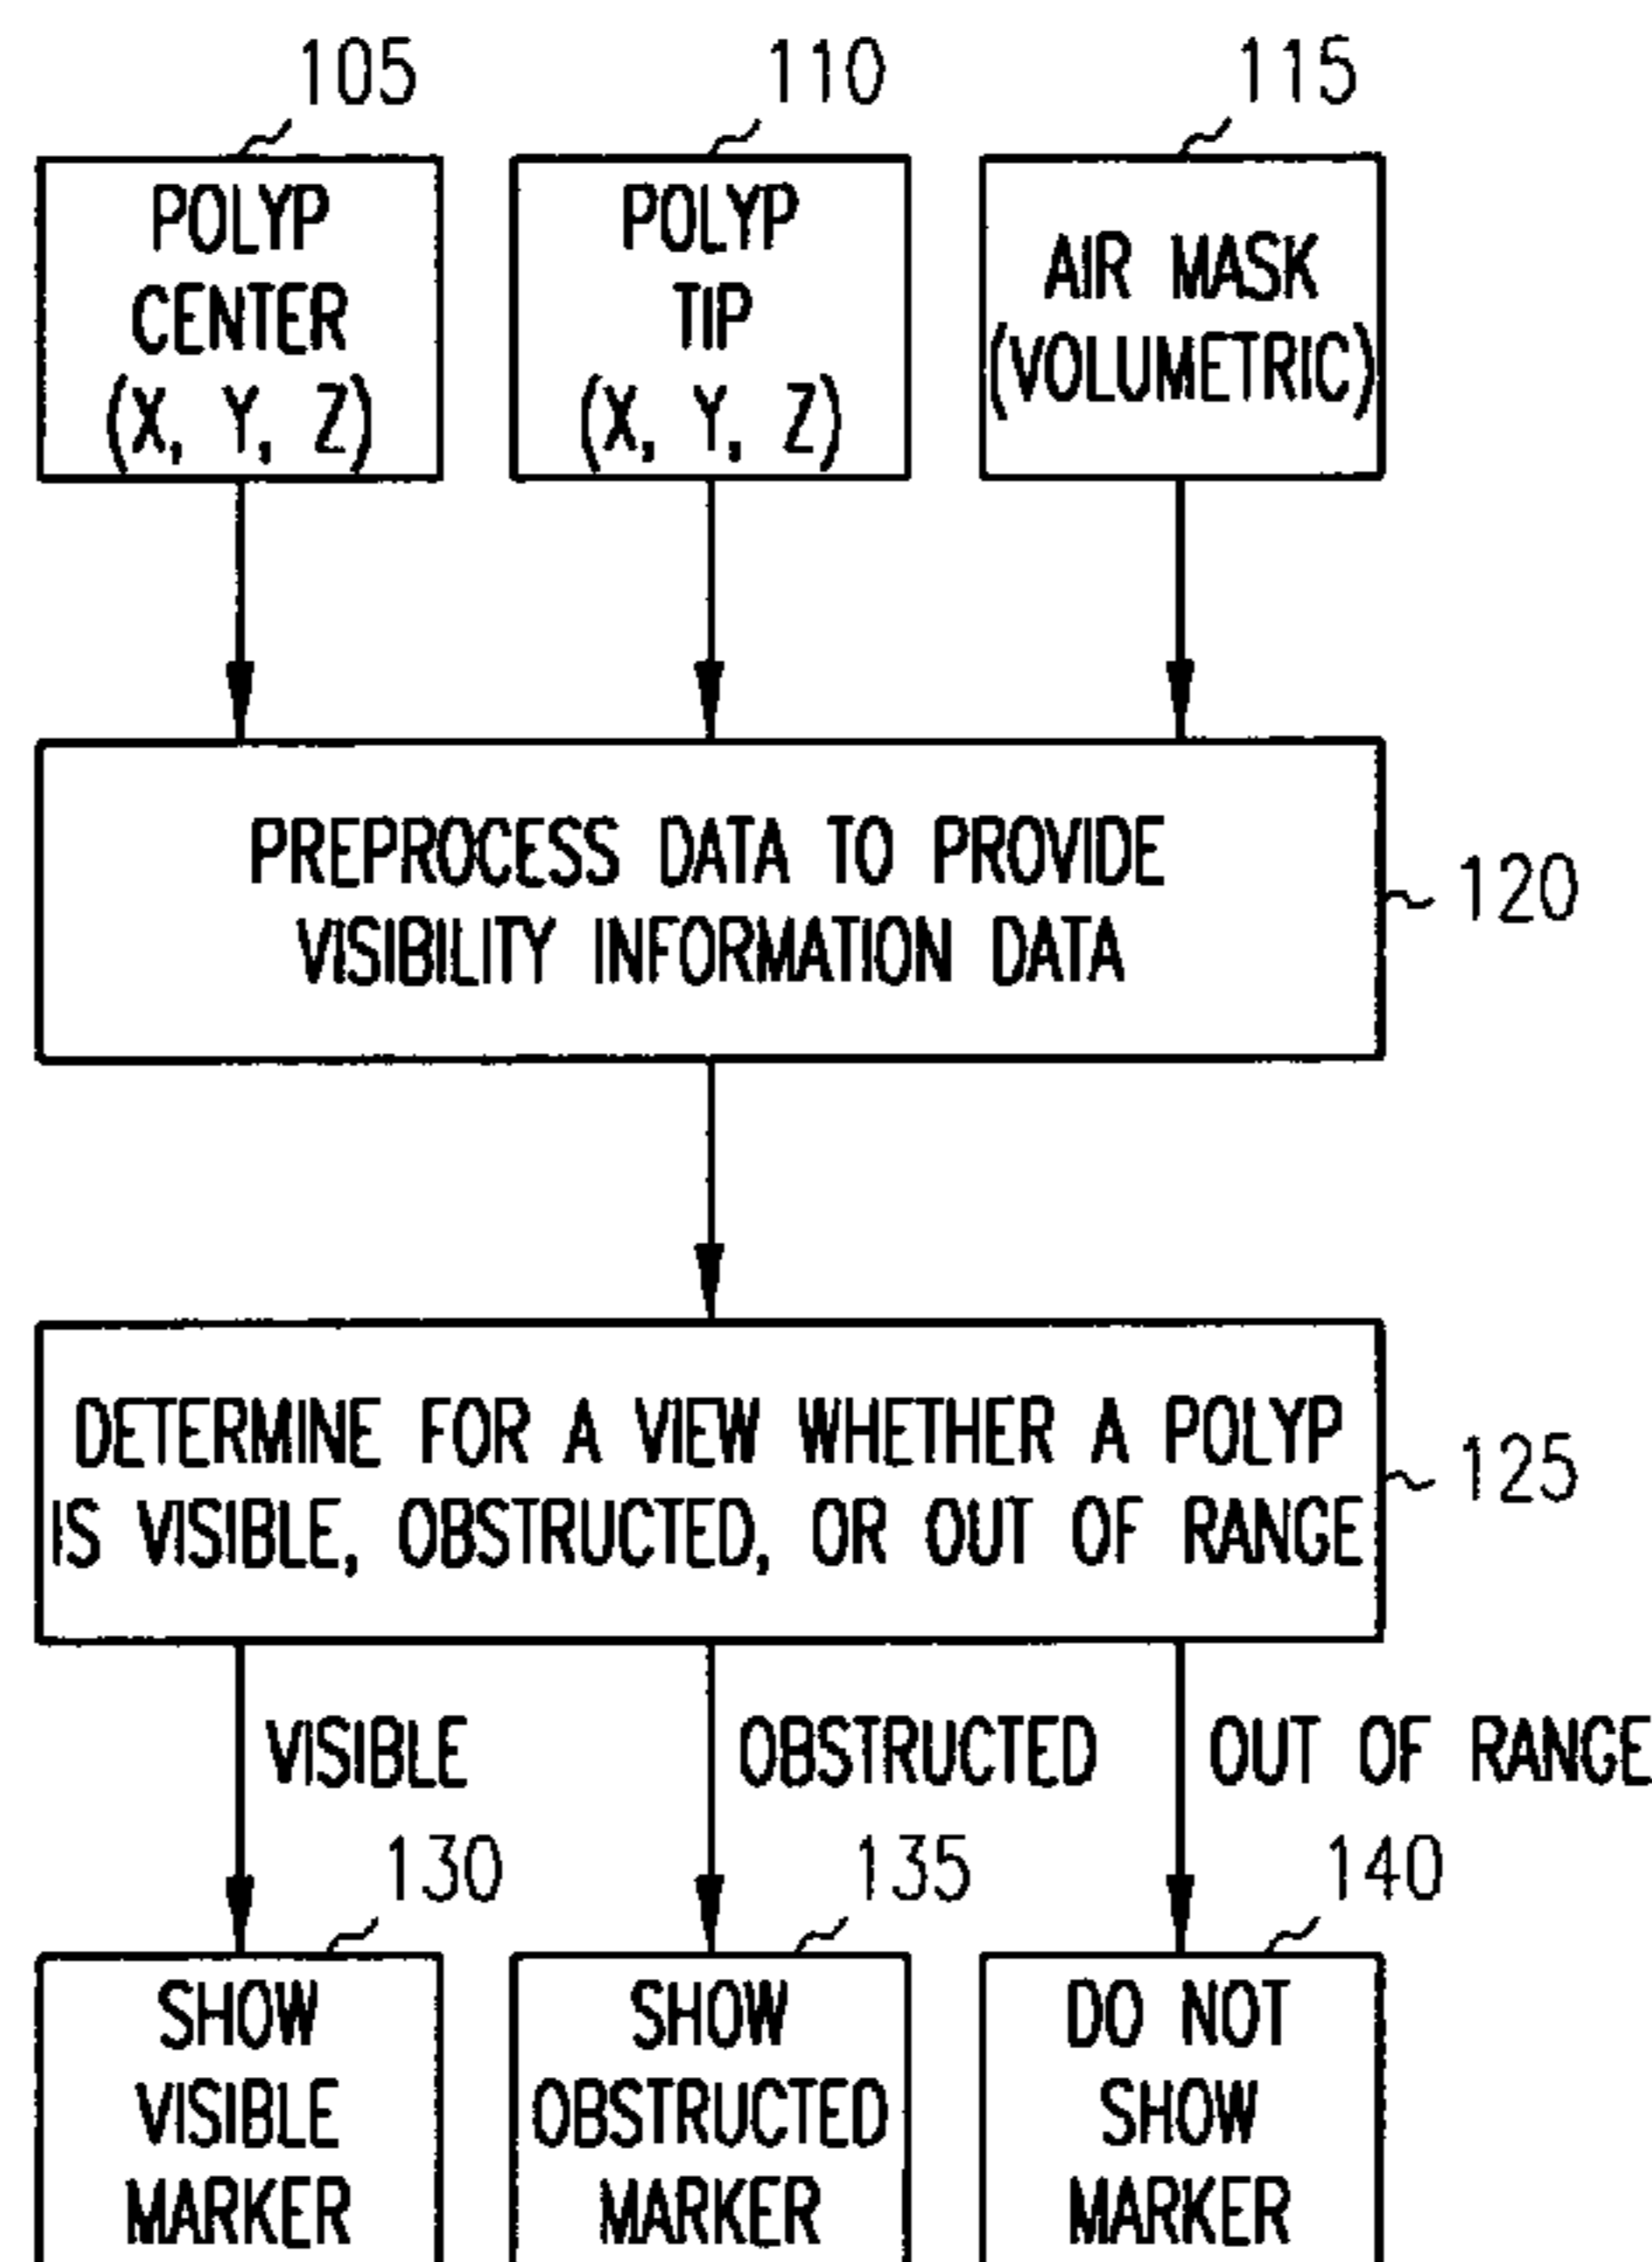 105
POLYP
CENTER
(X, Y, Z)
110
POLYP
TIP
(X, Y, Z)
115
AIR MASK
(VOLUMETRIC)
PREPROCESS DATA TO PROVIDE
VISIBILITY INFORMATION DATA
120
DETERMINE FOR A VIEW WHETHER A POLYP
IS VISIBLE, OBSTRUCTED, OR OUT OF RANGE
125
VISIBLE
OBSTRUCTED
OUT OF RANGE
130
SHOW
VISIBLE
MARKER
135
SHOW
OBSTRUCTED
MARKER
140
DO NOT
SHOW
MARKER